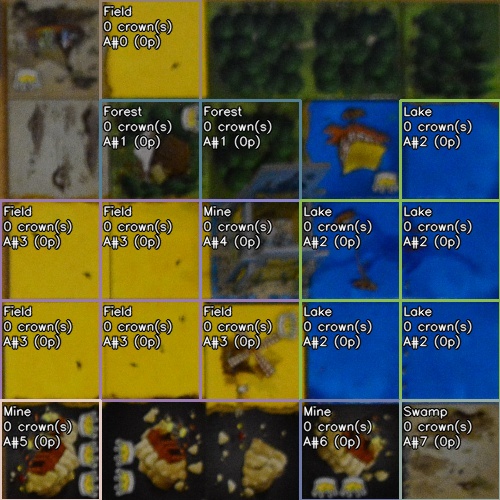 Field
0 crown(s)
A#0 (0p)
Forest
0 crown(s)
A#1 (0p)
Forest
0 crown(s)
A#1 (0p)
Lake
0 crown(s)
A#2 (0p)
Field
0 crown(s)
A#3 (0p)
Field
0 crown(s)
A#3 (0p)
Mine
0 crown(s)
A#4 (0p)
Lake
0 crown(s)
A#2 (0p)
Lake
0 crown(s)
A#2 (0p)
Field
0 crown(s)
A#3 (0p)
Field
0 crown(s)
A#3 (0p)
Field
0 crown(s)
A#3 (0p)
Lake
0 crown(s)
A#2 (0p)
Lake
0 crown(s)
A#2 (0p)
Mine
0 crown(s)
A#5 (0p)
Mine
0 crown(s)
A#6 (0p)
Swamp
0 crown(s)
A#7 (0p)